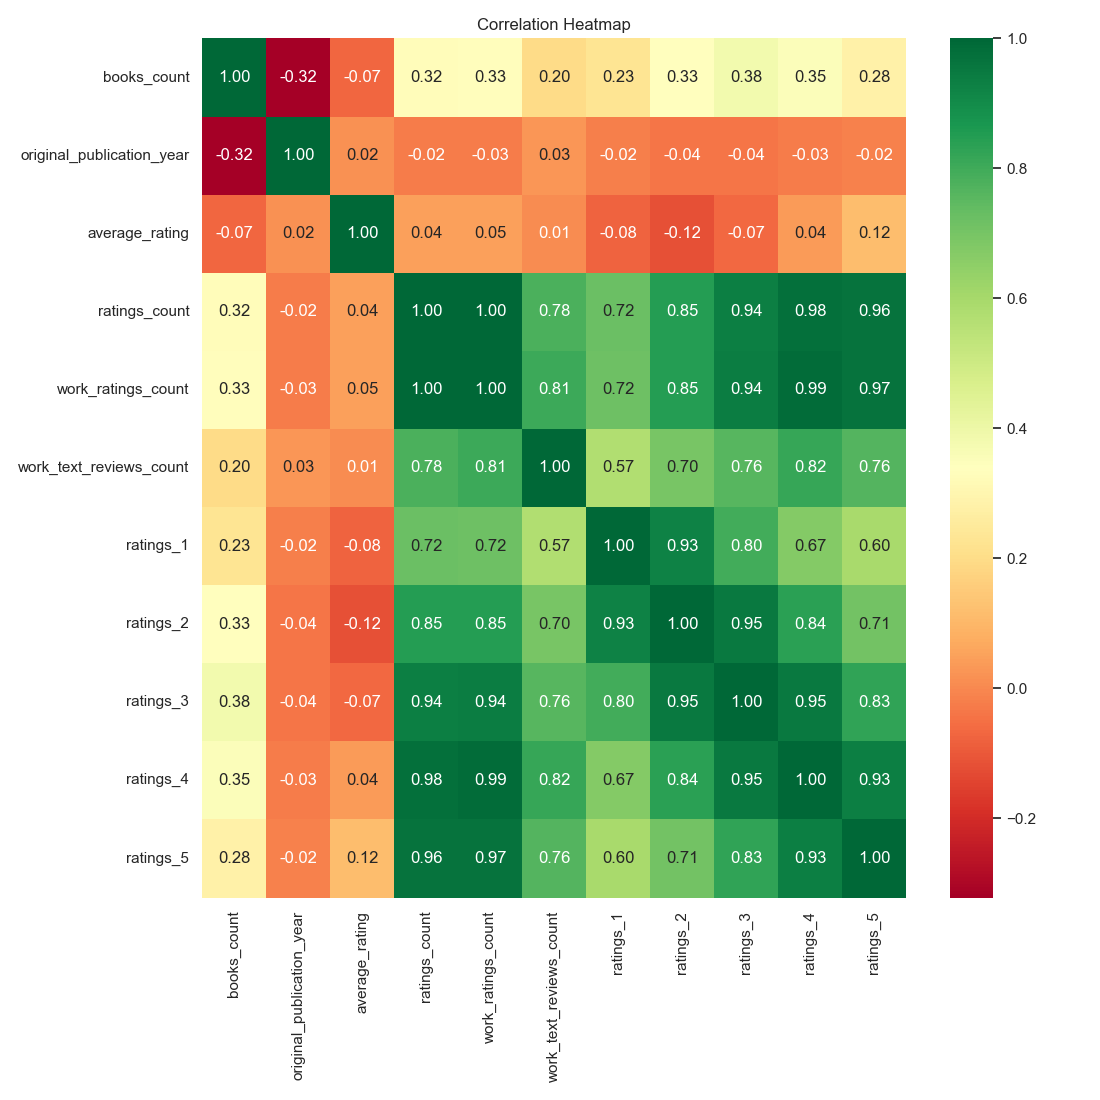 Correlation Heatmap
books_count 1.00 -0.32 -0.07 0.32 0.33 0.20 0.23 0.33 0.38 0.35 0.28
original_publication_year -0.32 1.00 0.02 -0.02 -0.03 0.03 -0.02 -0.04 -0.04 -0.03 -0.02
average_rating -0.07 0.02 1.00 0.04 0.05 0.01 -0.08 -0.12 -0.07 0.04 0.12
ratings_count 0.32 -0.02 0.04 1.00 1.00 0.78 0.72 0.85 0.94 0.98 0.96
work_ratings_count 0.33 -0.03 0.05 1.00 1.00 0.81 0.72 0.85 0.94 0.99 0.97
work_text_reviews_count 0.20 0.03 0.01 0.78 0.81 1.00 0.57 0.70 0.76 0.82 0.76
ratings_1 0.23 -0.02 -0.08 0.72 0.72 0.57 1.00 0.93 0.80 0.67 0.60
ratings_2 0.33 -0.04 -0.12 0.85 0.85 0.70 0.93 1.00 0.95 0.84 0.71
ratings_3 0.38 -0.04 -0.07 0.94 0.94 0.76 0.80 0.95 1.00 0.95 0.83
ratings_4 0.35 -0.03 0.04 0.98 0.99 0.82 0.67 0.84 0.95 1.00 0.93
ratings_5 0.28 -0.02 0.12 0.96 0.97 0.76 0.60 0.71 0.83 0.93 1.00
books_count
original_publication_year
average_rating
ratings_count
work_ratings_count
work_text_reviews_count
ratings_1
ratings_2
ratings_3
ratings_4
ratings_5
1.0
0.8
0.6
0.4
0.2
0.0
−0.2